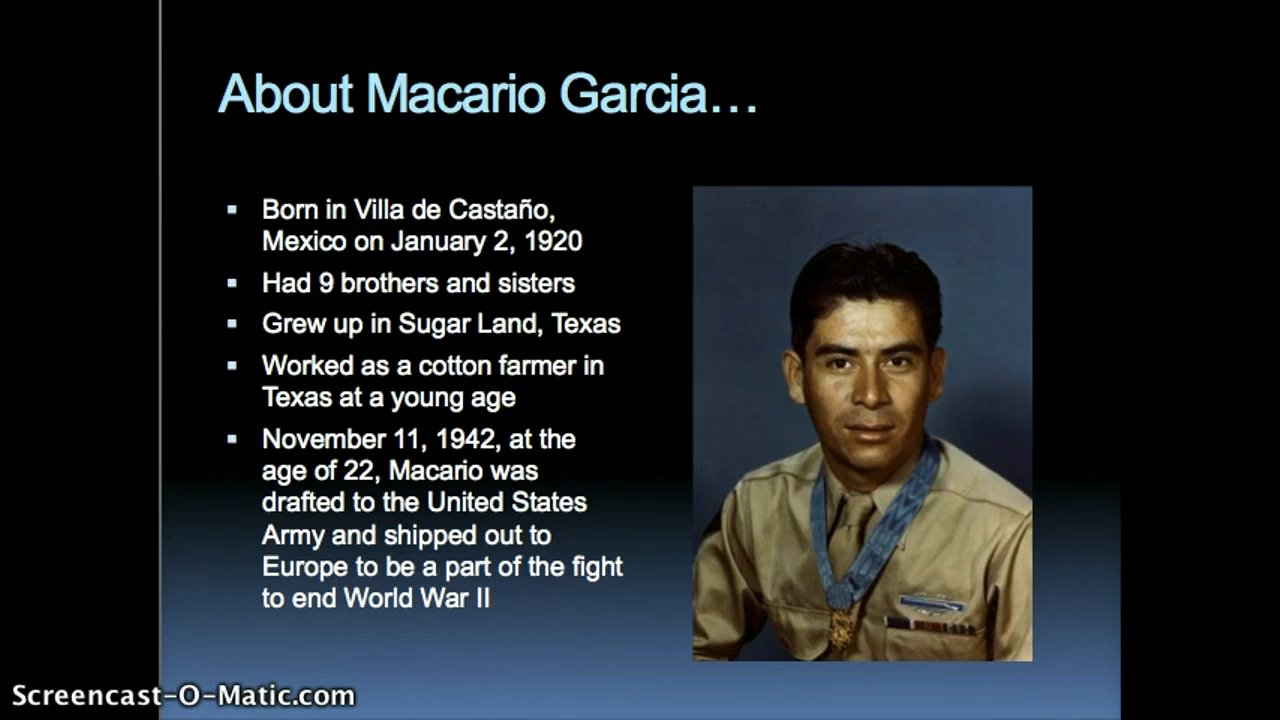 About Macario Garcia…
Born in Villa de Castaño,
Mexico on January 2, 1920
Had 9 brothers and sisters
Grew up in Sugar Land, Texas
Worked as a cotton farmer in
Texas at a young age
November 11, 1942, at the
age of 22, Macario was
drafted to the United States
Army and shipped out to
Europe to be a part of the fight
to end World War II
Screencast-O-Matic.com